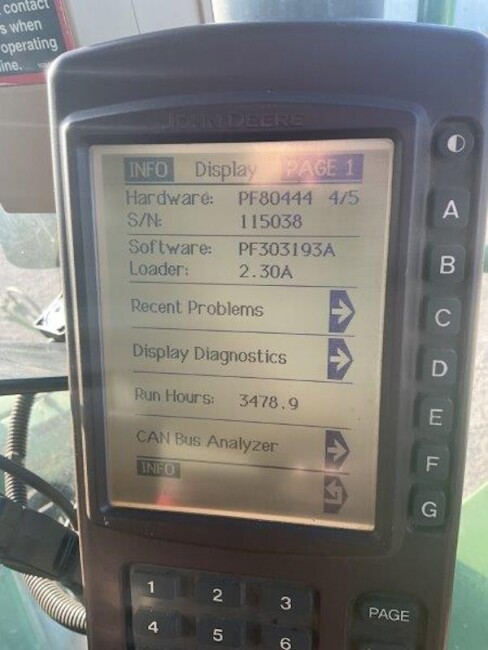 contact
s when
operating
ine.
JOHN DEERE
INFO Display PAGE 1
Hardware: PF80444 4/5
S/N: 115038
Software: PF303193A
Loader: 2.30A
Recent Problems
Display Diagnostics
Run Hours: 3478.9
CAN Bus Analyzer
INFO
A
B
C
D
E
F
G
1 2 3
PAGE
4 5 6